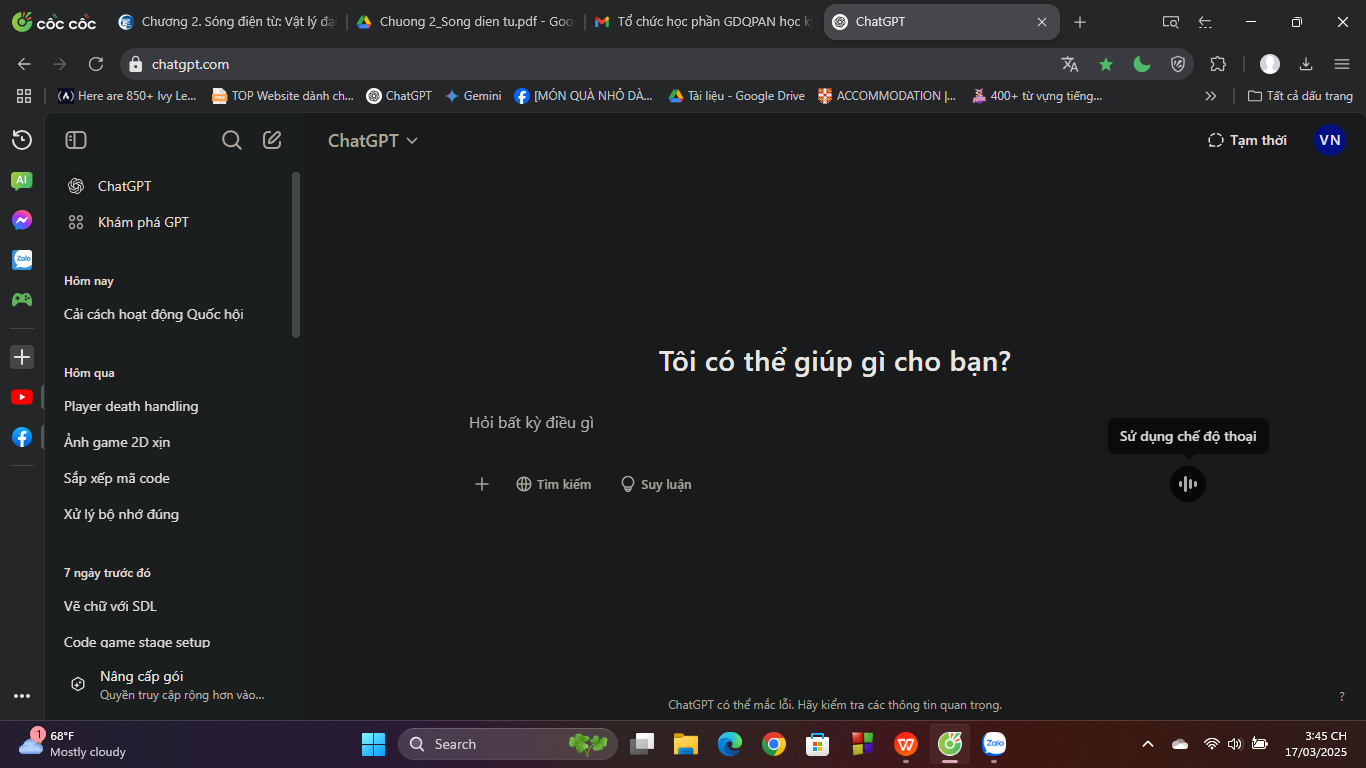 cốc cốc
Chương 2. Sóng điện từ: Vật lý đại
Chuong 2_Song dien tu.pdf - Goo
Tổ chức học phần GDQPAN học k
ChatGPT
chatgpt.com
Here are 850+ Ivy Le...
TOP Website dành ch...
ChatGPT
Gemini
[MÓN QUÀ NHỎ DÀ...
Tài liệu - Google Drive
ACCOMMODATION |...
400+ từ vựng tiếng...
Tất cả dấu trang
AI
Zalo
ChatGPT
Khám phá GPT
Hôm nay
Cải cách hoạt động Quốc hội
Hôm qua
Player death handling
Ảnh game 2D xịn
Sắp xếp mã code
Xử lý bộ nhớ đúng
7 ngày trước đó
Vẽ chữ với SDL
Code game stage setup
Nâng cấp gói
Quyền truy cập rộng hơn vào...
ChatGPT
Tạm thời
VN
Tôi có thể giúp gì cho bạn?
Hỏi bất kỳ điều gì
Sử dụng chế độ thoại
Tìm kiếm
Suy luận
ChatGPT có thể mắc lỗi. Hãy kiểm tra các thông tin quan trọng.
?
1
68°F
Mostly cloudy
Search
Zalo
3:45 CH
17/03/2025